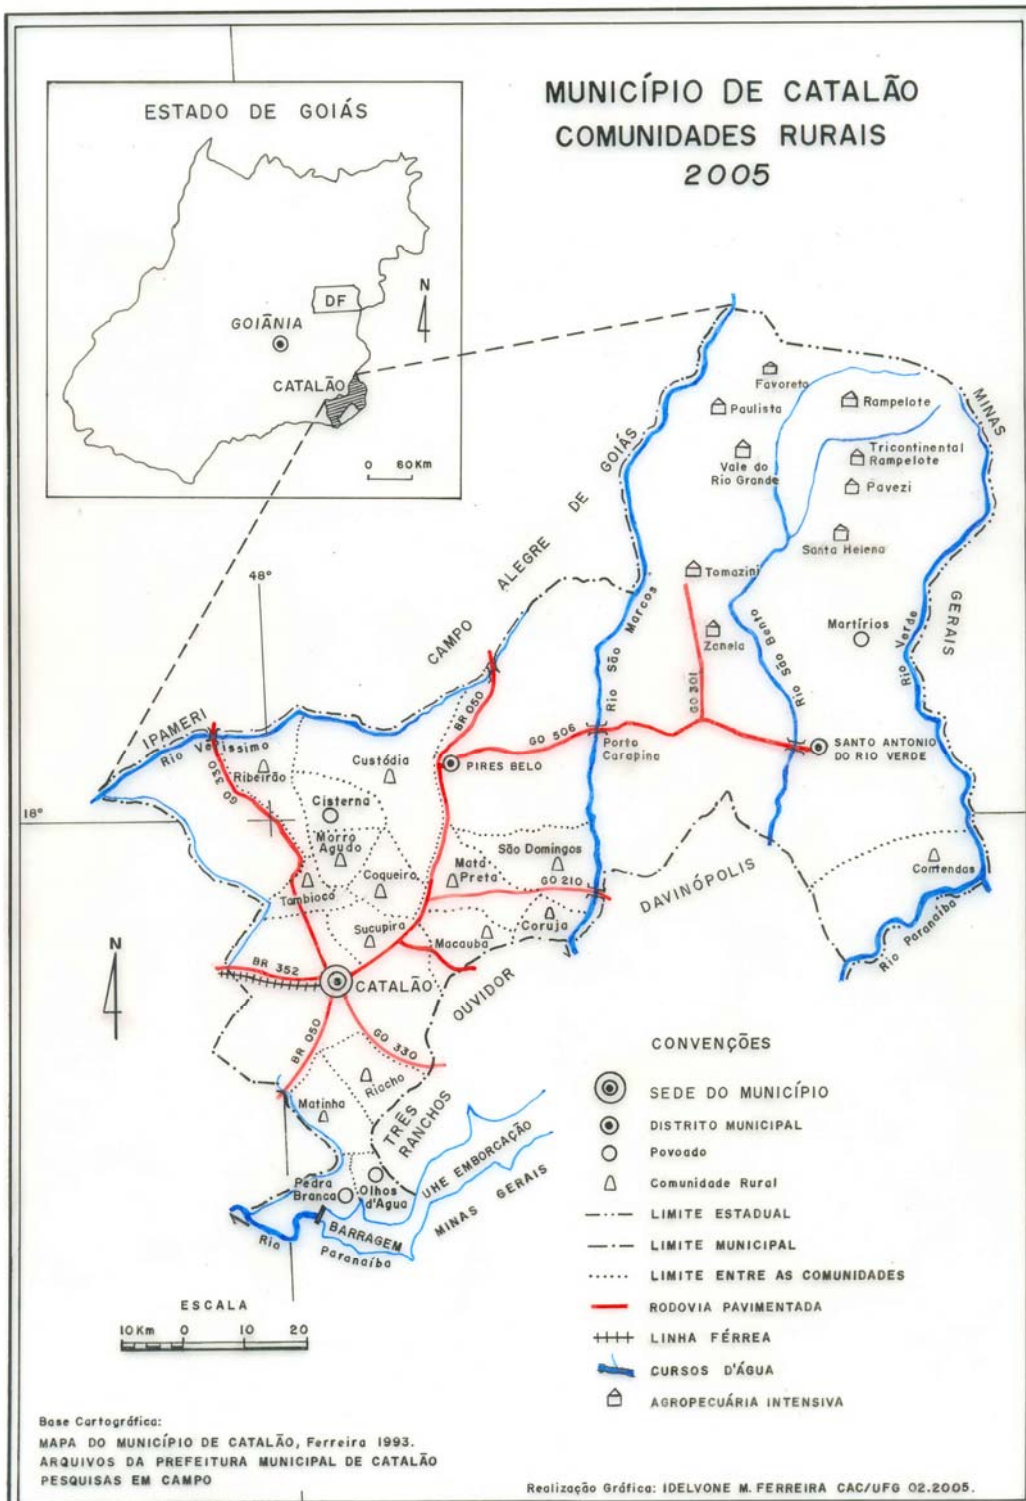 MUNICÍPIO DE CATALÃO
COMUNIDADES RURAIS
2005
ESTADO DE GOIÁS
DF
N
GOIÂNIA
CATALÃO
0 60Km
Favoreto
Paulista
Rampelote
MINAS
GERAIS
Vale do
Rio Grande
Tricontinental
Rampelote
Pavezi
Santa Helena
GOIÁS
DE
ALEGRE
CAMPO
48°
Tomazini
Rio São Marcos
Zanela
Martírios
Rio São Bento
Rio Verde
GO 301
IPAMERI
Rio Veríssimo
BR 050
GO 506
Porto
Carapina
SANTO ANTONIO
DO RIO VERDE
PIRES BELO
Custódia
Ribeirão
GO 330
Cisterna
18°
Morro
Agudo
São Domingos
Mata
Preta
Coqueiro
GO 210
Tambiocó
Contendas
DAVINÓPOLIS
Coruja
Sucupira
Macauba
Rio Paranaíba
N
BR 352
CATALÃO
OUVIDOR
BR 050
GO 330
Riacho
Matinha
TRÊS
RANCHOS
UHE EMBORCAÇÃO
MINAS GERAIS
Pedra
Branca
Olhos
d'Agua
BARRAGEM
Rio Paranaíba
CONVENÇÕES
SEDE DO MUNICÍPIO
DISTRITO MUNICIPAL
Povoado
Comunidade Rural
LIMITE ESTADUAL
LIMITE MUNICIPAL
LIMITE ENTRE AS COMUNIDADES
RODOVIA PAVIMENTADA
LINHA FÉRREA
CURSOS D'ÁGUA
AGROPECUÁRIA INTENSIVA
ESCALA
10 Km 0 10 20
Base Cartográfica:
MAPA DO MUNICÍPIO DE CATALÃO, Ferreira 1993.
ARQUIVOS DA PREFEITURA MUNICIPAL DE CATALÃO
PESQUISAS EM CAMPO
Realização Gráfica: IDELVONE M. FERREIRA CAC/UFG 02.2005.